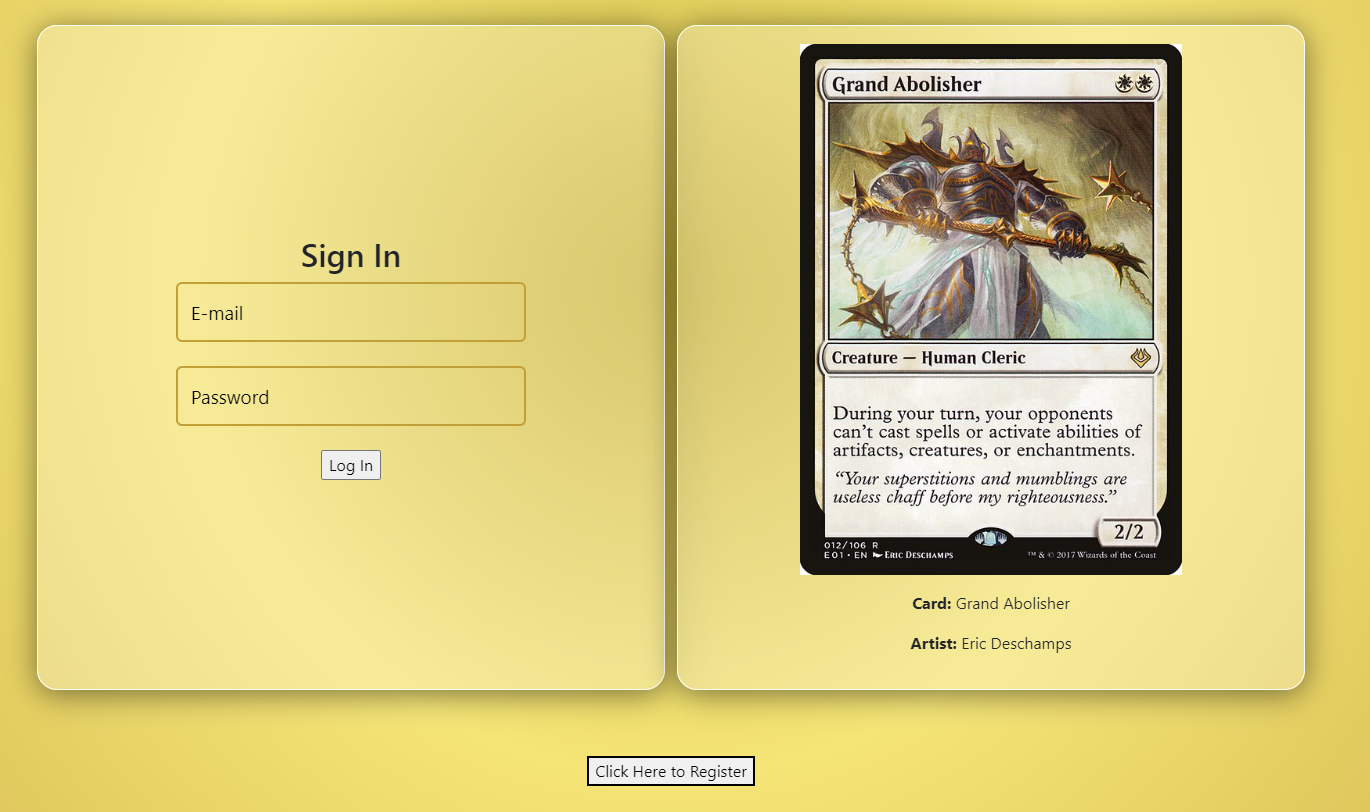 Sign In
E-mail
Password
Log In
Grand Abolisher
Creature — Human Cleric
During your turn, your opponents
can't cast spells or activate abilities of
artifacts, creatures, or enchantments.
"Your superstitions and mumblings are
useless chaff before my righteousness."
2/2
012/106 R
E01 • EN Eric Deschamps
™ & © 2017 Wizards of the Coast
Card: Grand Abolisher
Artist: Eric Deschamps
Click Here to Register